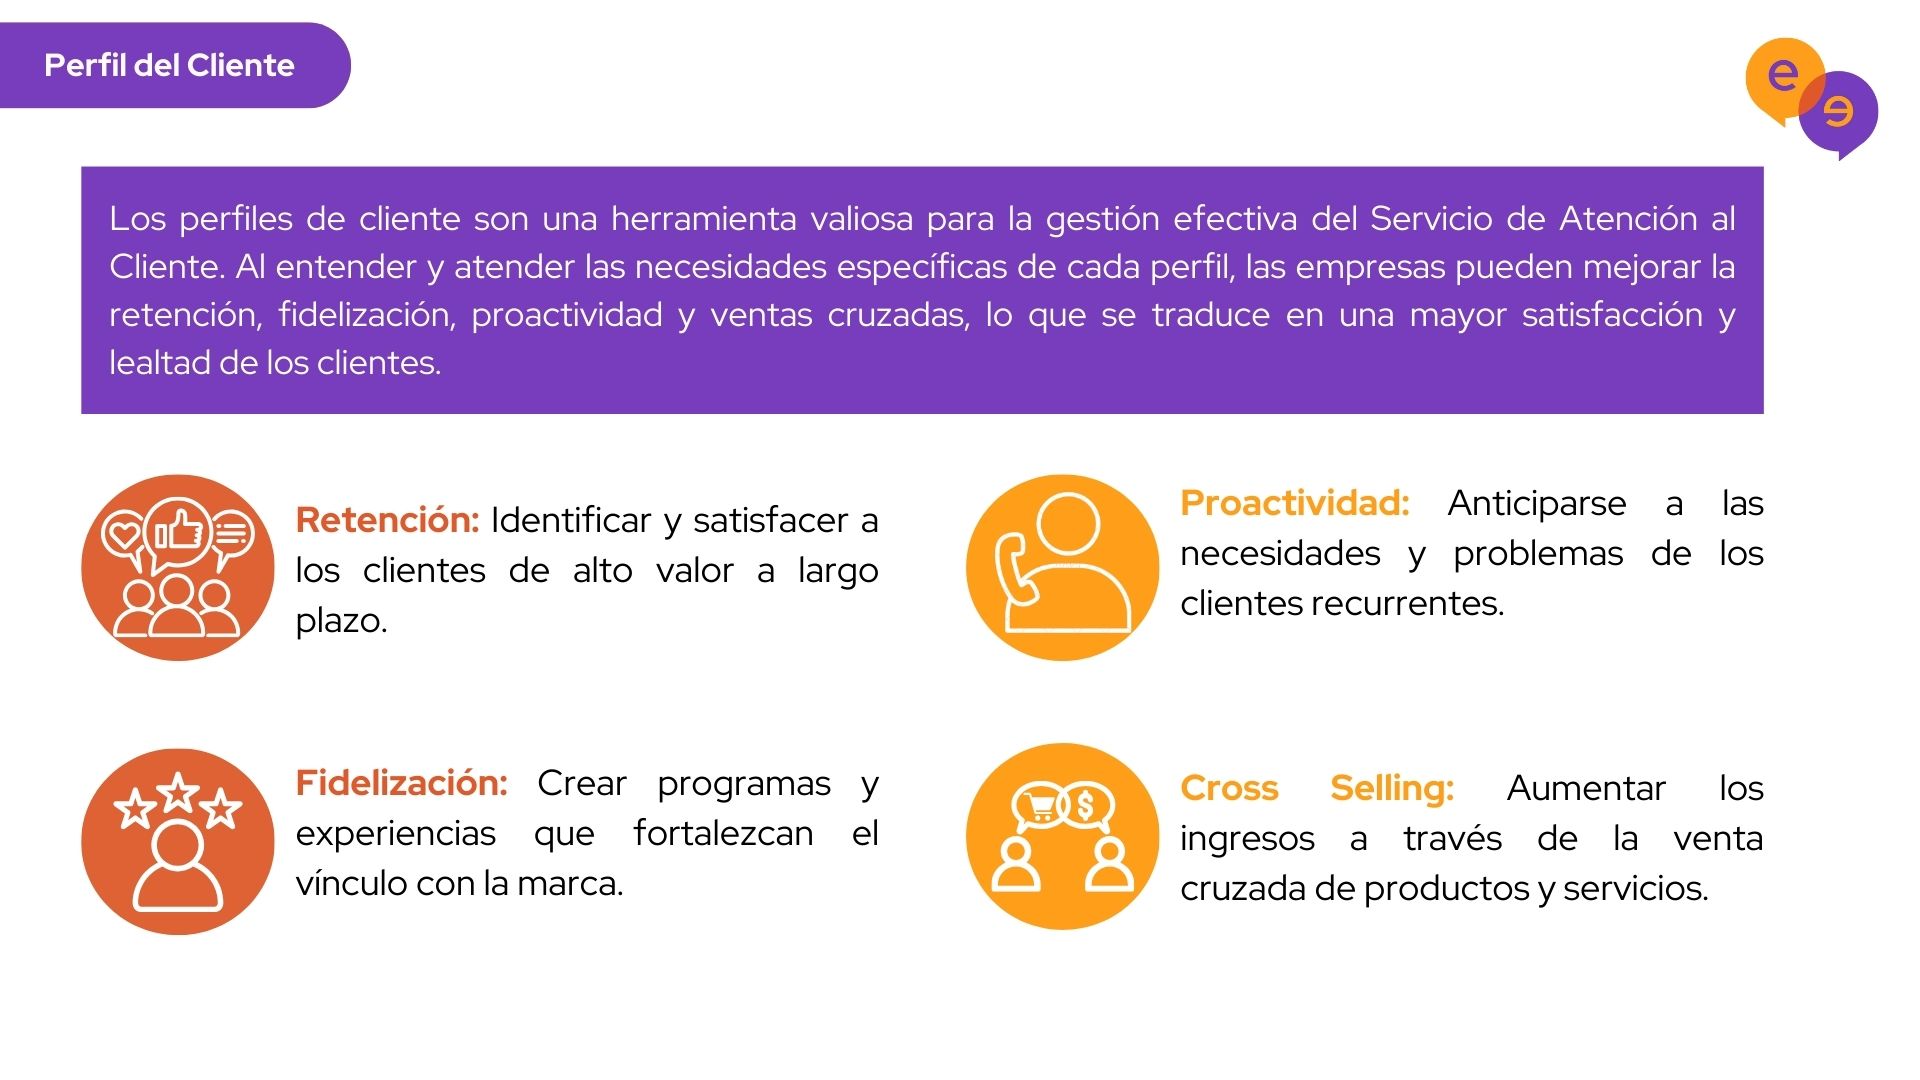 Perfil del Cliente
e
e
Los perfiles de cliente son una herramienta valiosa para la gestión efectiva del Servicio de Atención al
Cliente. Al entender y atender las necesidades específicas de cada perfil, las empresas pueden mejorar la
retención, fidelización, proactividad y ventas cruzadas, lo que se traduce en una mayor satisfacción y
lealtad de los clientes.
Retención: Identificar y satisfacer a
los clientes de alto valor a largo
plazo.
Proactividad: Anticiparse a las
necesidades y problemas de los
clientes recurrentes.
Fidelización: Crear programas y
experiencias que fortalezcan el
vínculo con la marca.
$
Cross Selling: Aumentar los
ingresos a través de la venta
cruzada de productos y servicios.